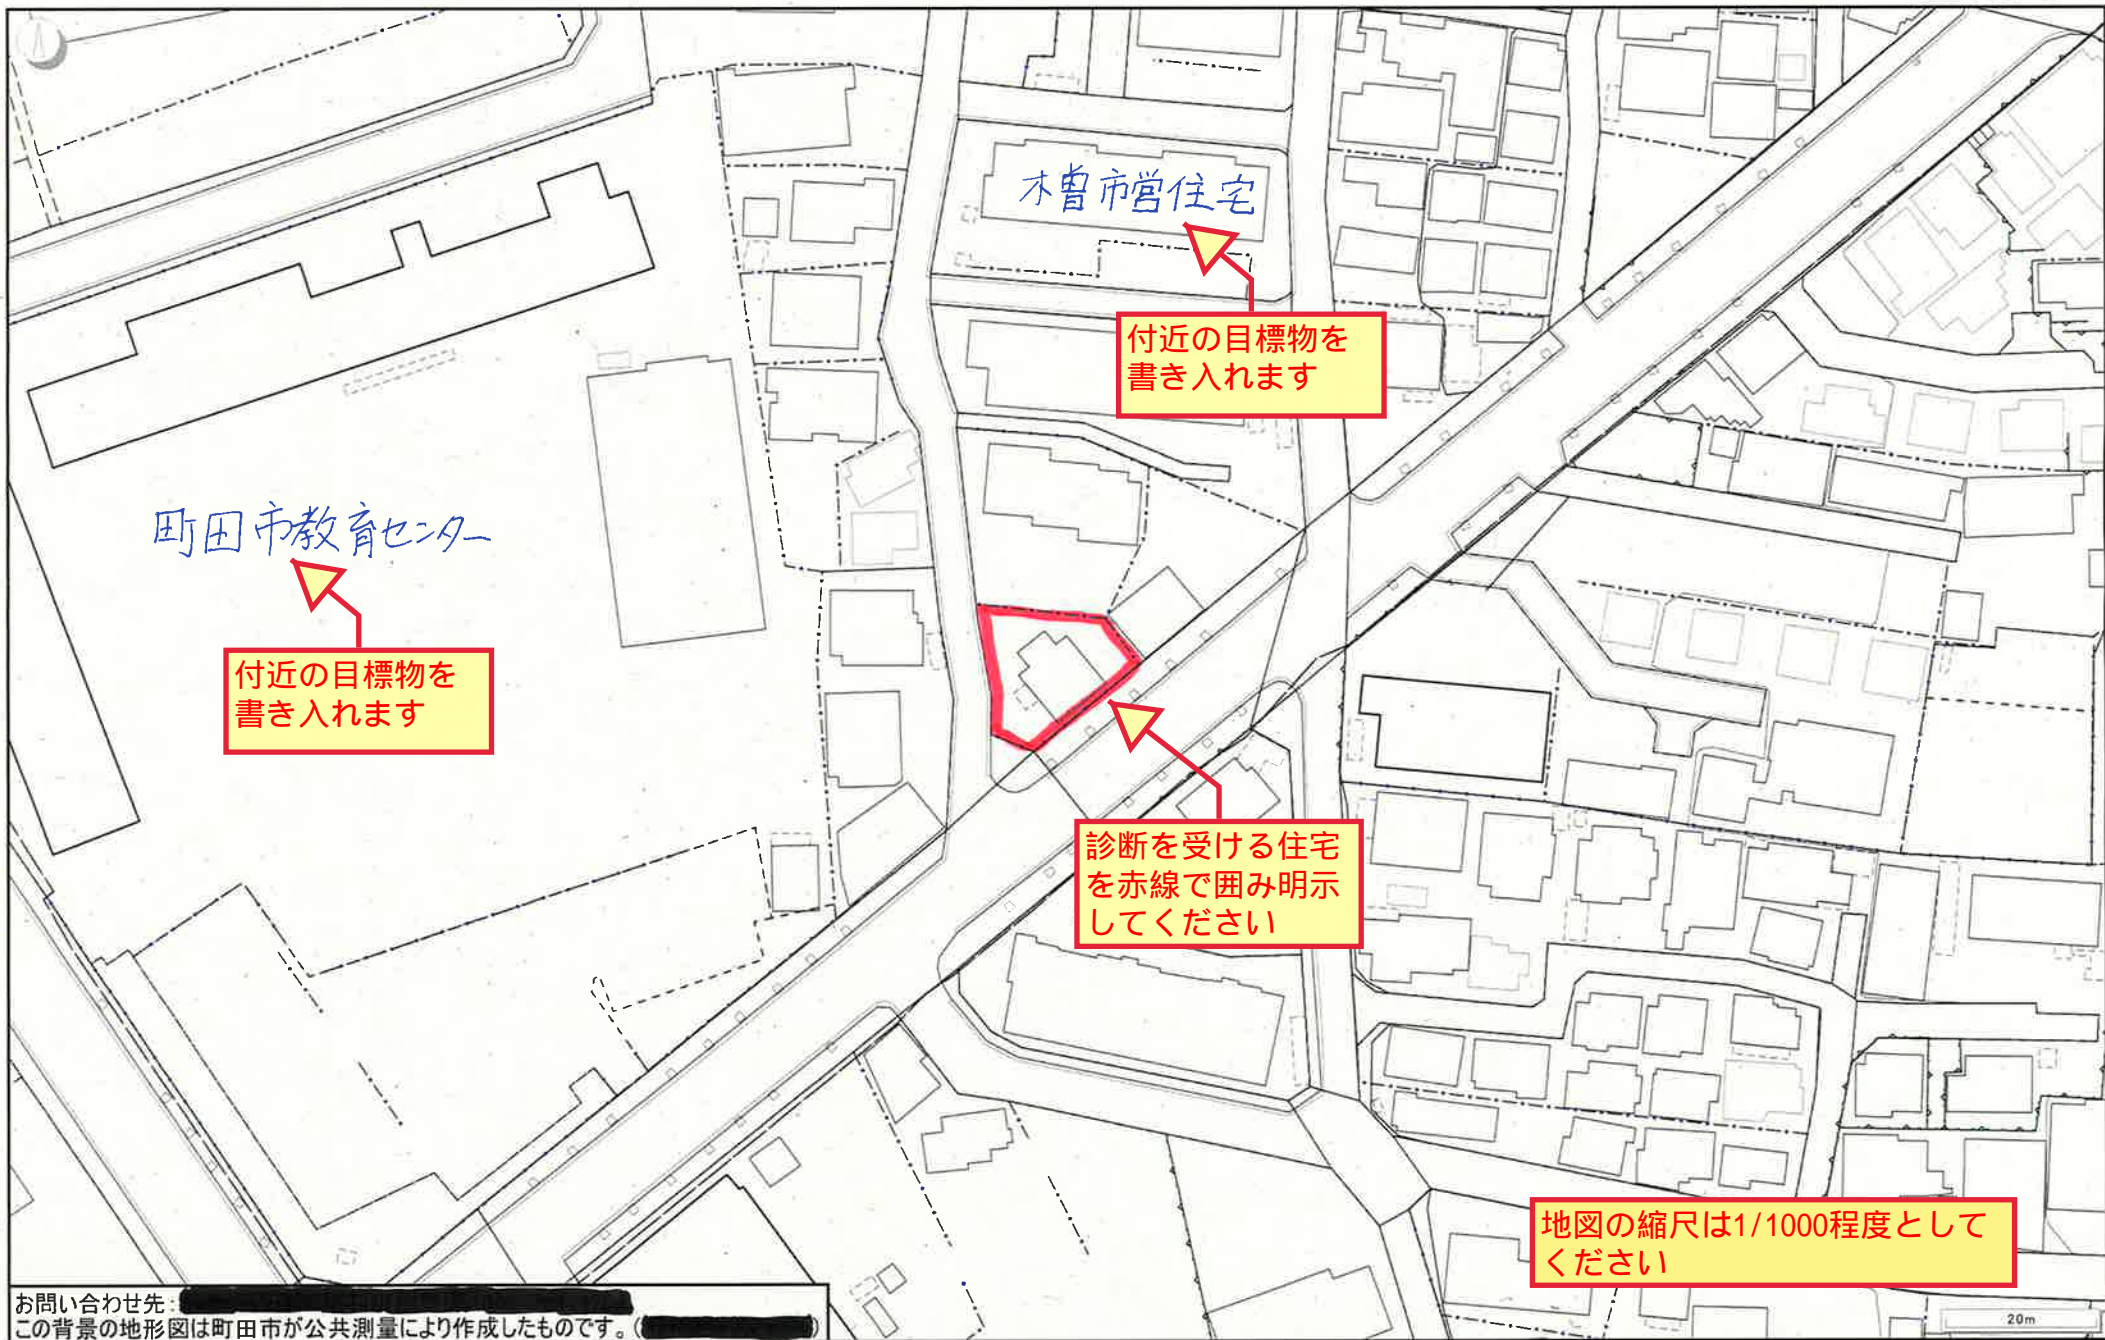 木曽市営住宅
付近の目標物を
書き入れます
町田市教育センター
付近の目標物を
書き入れます
診断を受ける住宅
を赤線で囲み明示
してください
地図の縮尺は1/1000程度として
ください
お問い合わせ先:
この背景の地形図は町田市が公共測量により作成したものです。(
)
20m